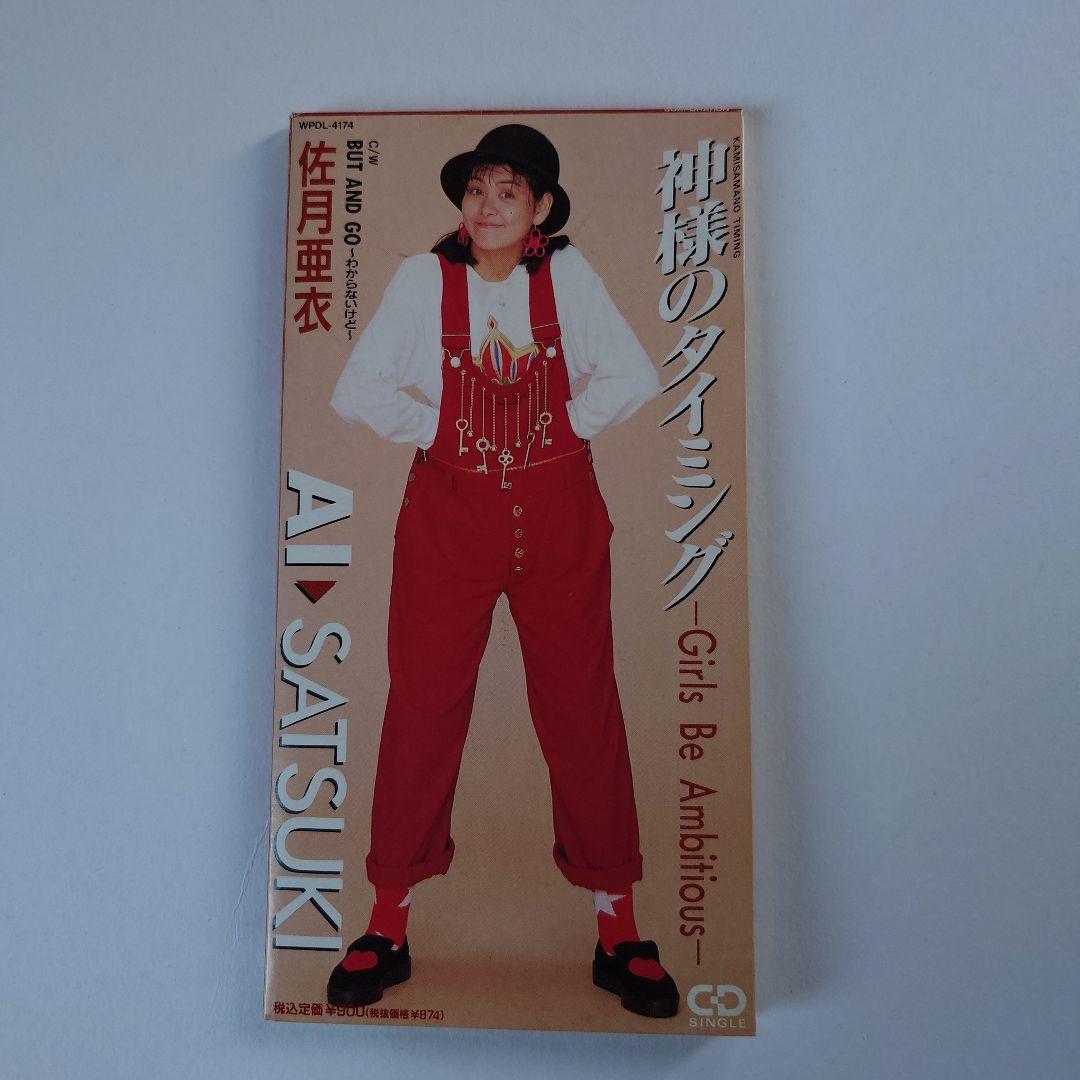 WPDL-4174
KAMISAMANO TIMING
神様のタイミング
—Girls Be Ambitious—
C/W
BUT AND GO〜わからないけど〜
佐月亜衣
AI SATSUKI
税込定価¥900(税抜価格¥874)
CD
SINGLE